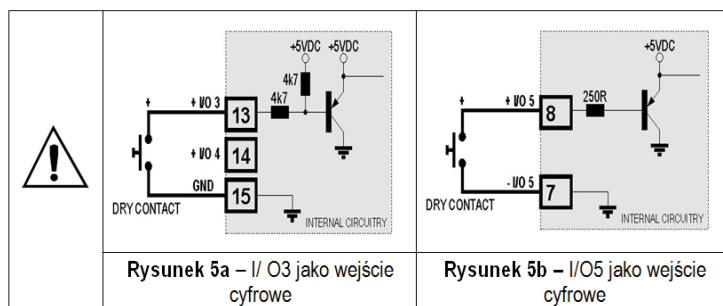 +5VDC +5VDC
4k7
4k7
+
+ I/O 3
13
+ I/O 4
14
GND
15
DRY CONTACT
INTERNAL CIRCUITRY
Rysunek 5a – I/ O3 jako wejście
cyfrowe
+5VDC
250R
+
+ I/O 5
8
- I/O 5
7
DRY CONTACT
INTERNAL CIRCUITRY
Rysunek 5b – I/O5 jako wejście
cyfrowe